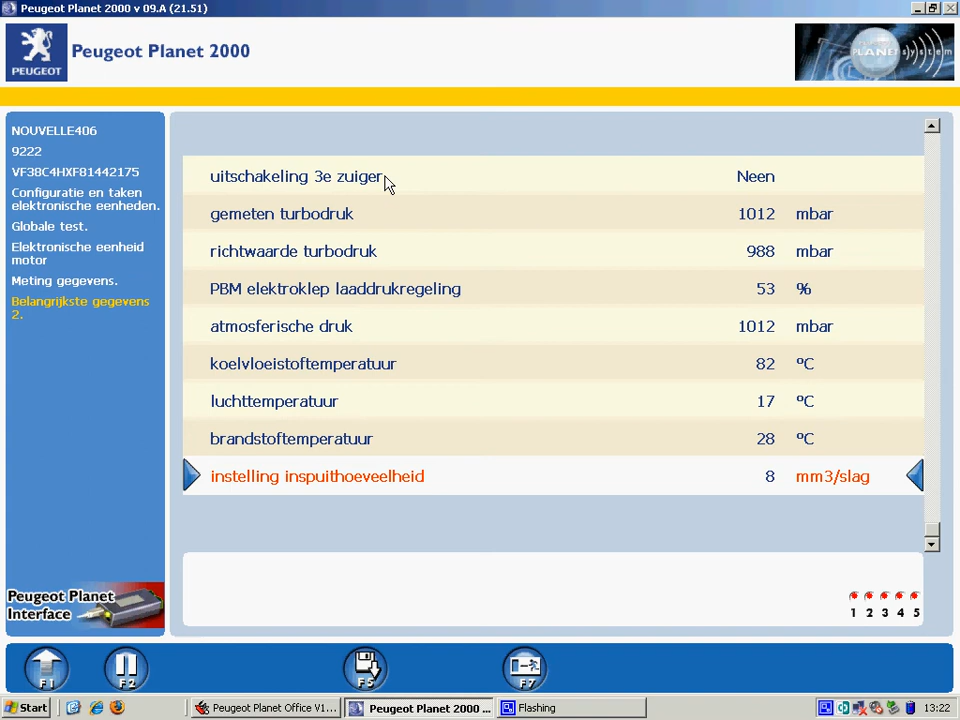 Peugeot Planet 2000 v 09.A (21.51)
PEUGEOT
Peugeot Planet 2000
PLANETsystem
NOUVELLE406
9222
VF38C4HXF81442175
Configuratie en taken
elektronische eenheden.
Globale test.
Elektronische eenheid
motor
Meting gegevens.
Belangrijkste gegevens
2.
uitschakeling 3e zuiger Neen
gemeten turbodruk 1012 mbar
richtwaarde turbodruk 988 mbar
PBM elektroklep laaddrukregeling 53 %
atmosferische druk 1012 mbar
koelvloeistoftemperatuur 82 ºC
luchttemperatuur 17 ºC
brandstoftemperatuur 28 ºC
instelling inspuithoeveelheid 8 mm3/slag
Peugeot Planet
Interface
1 2 3 4 5
F1 F2 F5 F7
Start Peugeot Planet Office V1... Peugeot Planet 2000 ... Flashing 13:22